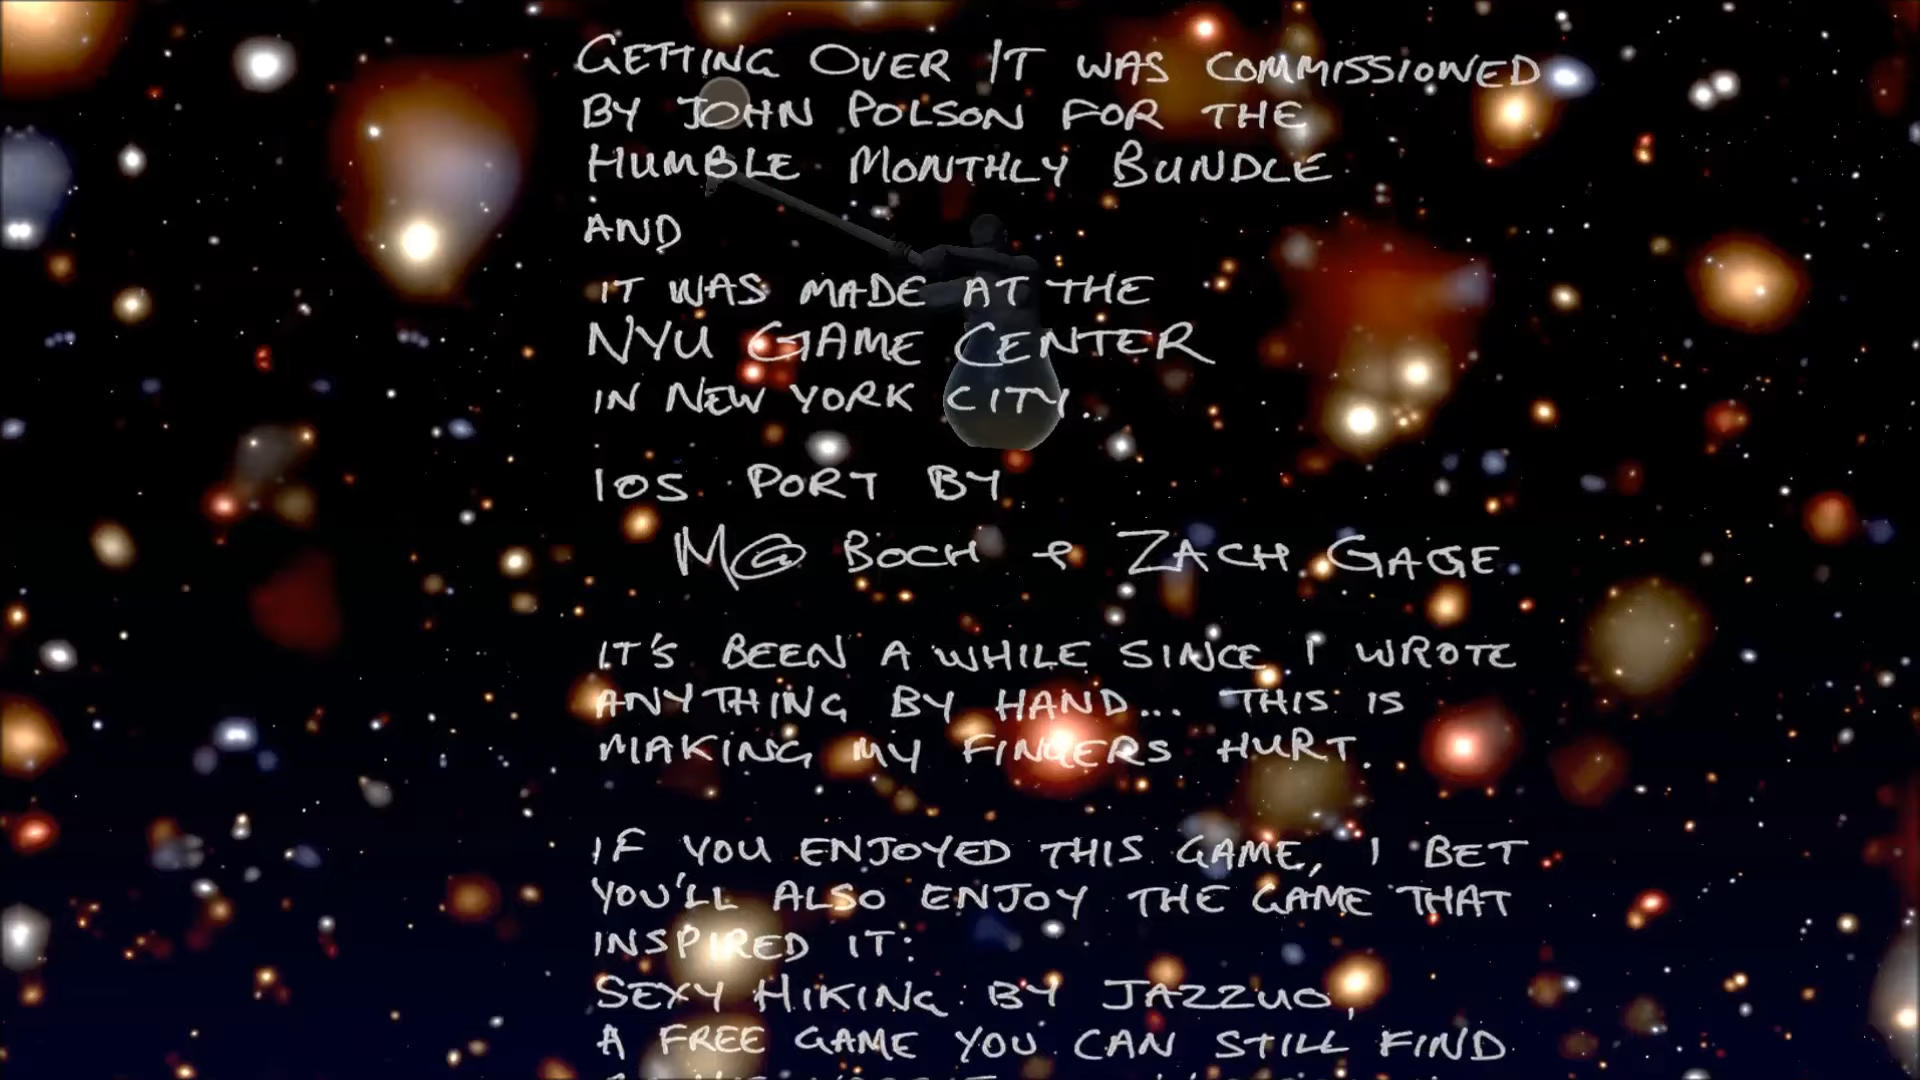 GETTING OVER IT WAS COMMISSIONED
BY JOHN POLSON FOR THE
HUMBLE MONTHLY BUNDLE
AND
IT WAS MADE AT THE
NYU GAME CENTER
IN NEW YORK CITY.
IOS PORT BY
M@ BOCH & ZACH GAGE
IT'S BEEN A WHILE SINCE I WROTE
ANYTHING BY HAND... THIS IS
MAKING MY FINGERS HURT.
IF YOU ENJOYED THIS GAME, I BET
YOU'LL ALSO ENJOY THE GAME THAT
INSPIRED IT:
SEXY HIKING BY JAZZUO,
A FREE GAME YOU CAN STILL FIND